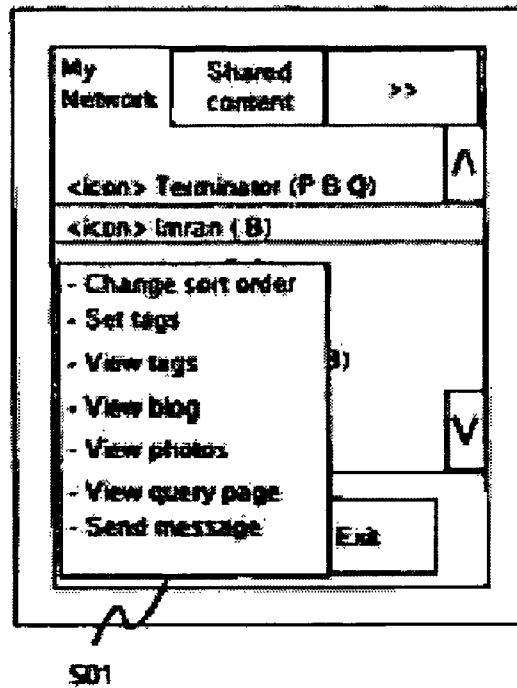 My Network
Shared content
>>
<icon> Terminator (P B Q)
Λ
<icon> Imran ( B)
- Change sort order
- Set tags
- View tags
B)
- View blog
V
- View photos
- View query page
- Send message
Exit
501